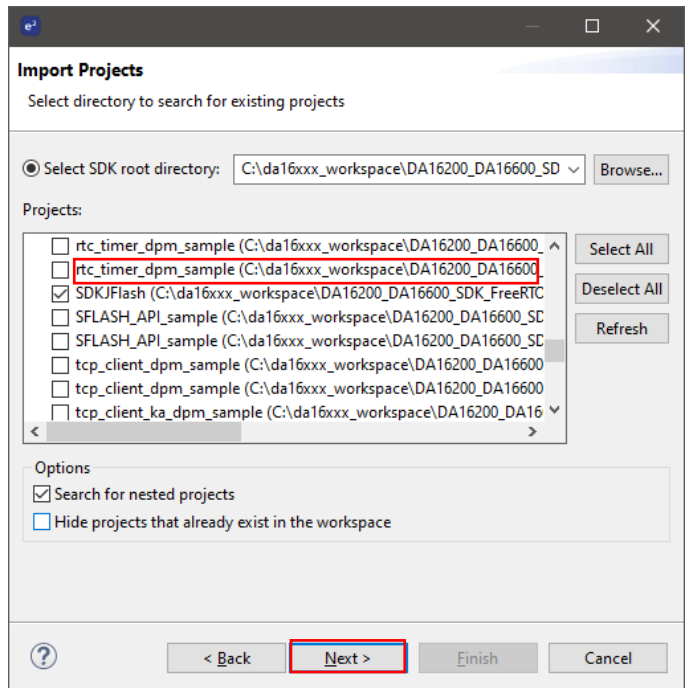 e²
Import Projects
Select directory to search for existing projects
Select SDK root directory: C:\da16xxx_workspace\DA16200_DA16600_SD Browse...
Projects:
rtc_timer_dpm_sample (C:\da16xxx_workspace\DA16200_DA16600_
rtc_timer_dpm_sample (C:\da16xxx_workspace\DA16200_DA16600_
SDKJFlash (C:\da16xxx_workspace\DA16200_DA16600_SDK_FreeRTO
SFLASH_API_sample (C:\da16xxx_workspace\DA16200_DA16600_SD
SFLASH_API_sample (C:\da16xxx_workspace\DA16200_DA16600_SD
tcp_client_dpm_sample (C:\da16xxx_workspace\DA16200_DA16600
tcp_client_dpm_sample (C:\da16xxx_workspace\DA16200_DA16600
tcp_client_ka_dpm_sample (C:\da16xxx_workspace\DA16200_DA16
Select All
Deselect All
Refresh
Options
Search for nested projects
Hide projects that already exist in the workspace
? < Back Next > Finish Cancel